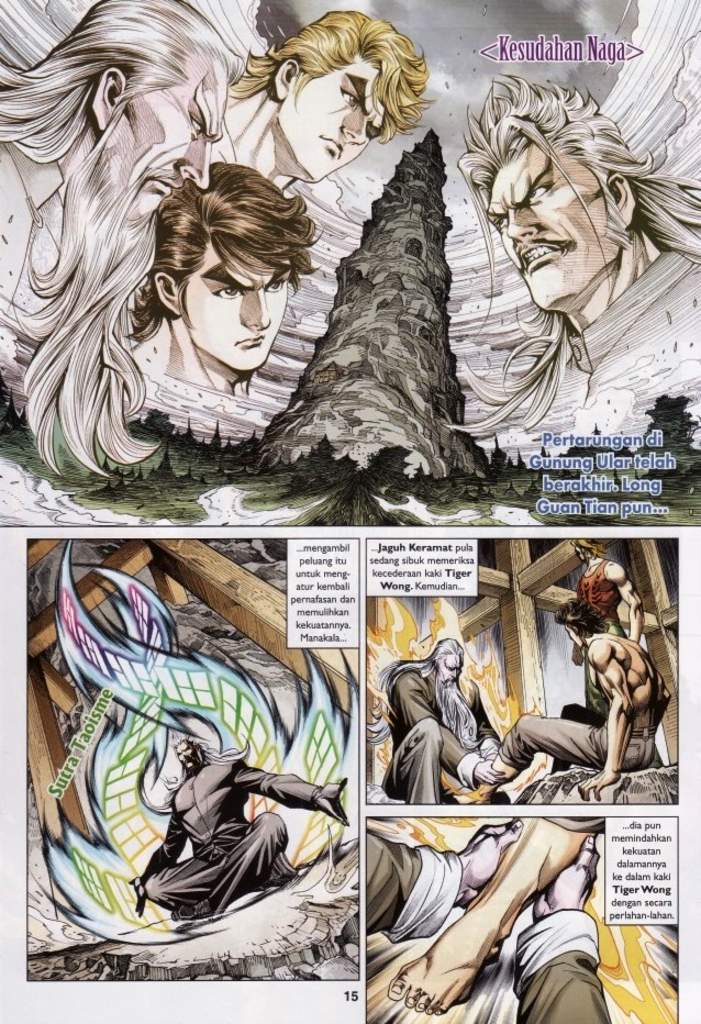 <Kesudahan Naga>
Pertarungan di
Gunung Ular telah
berakhir. Long
Guan Tian pun...
...mengambil
peluang itu
untuk meng-
atur kembali
pernafasan dan
memulihkan
kekuatannya.
Manakala...
Sutra Taoisme
...Jaguh Keramat pula
sedang sibuk memeriksa
kecederaan kaki Tiger
Wong. Kemudian...
...dia pun
memindahkan
kekuatan
dalamannya
ke dalam kaki
Tiger Wong
dengan secara
perlahan-lahan.
15